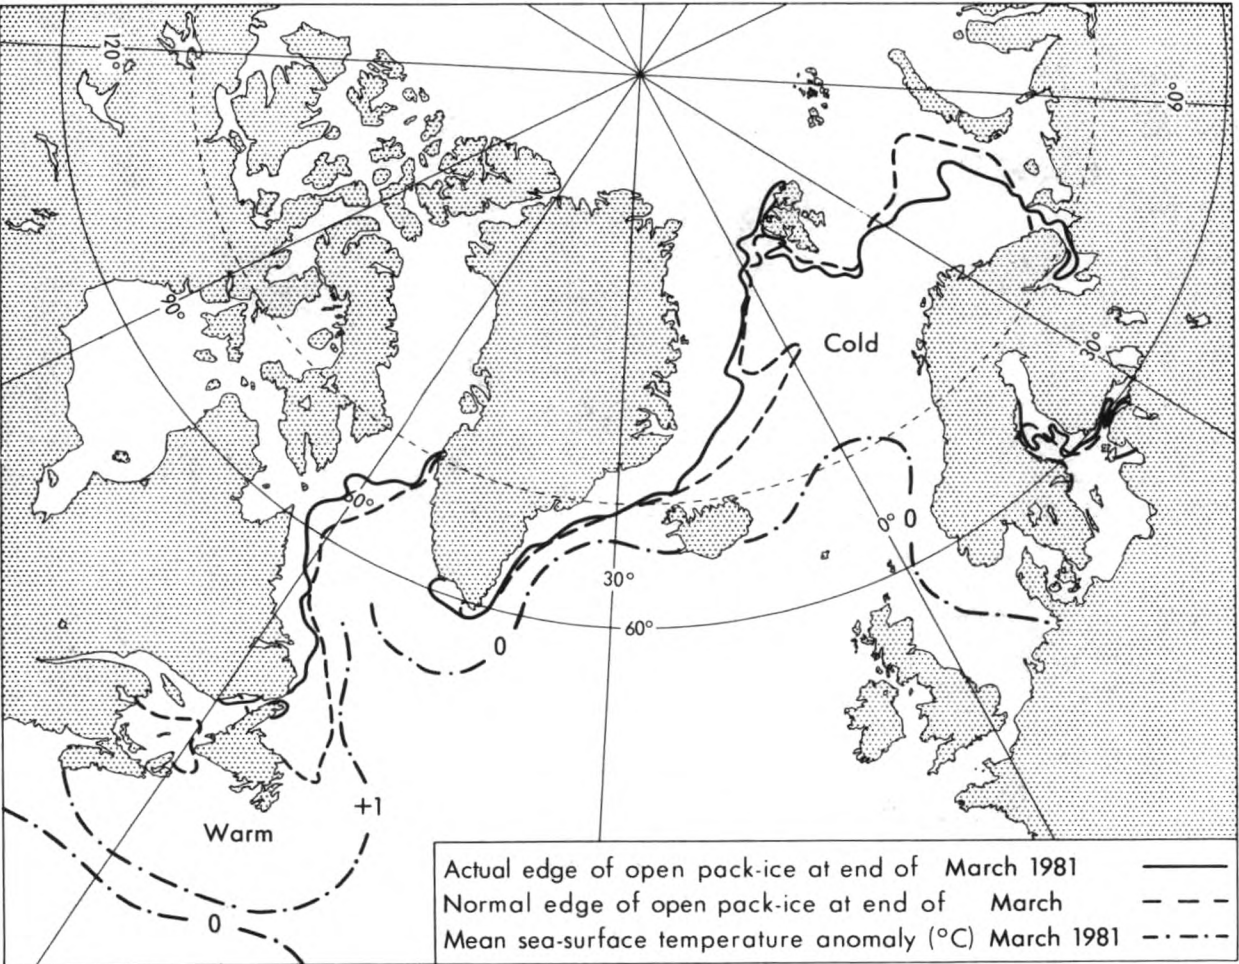 120°
60°
90°
30°
Cold
60°
0°
0
30°
60°
0
+1
Warm
0
Actual edge of open pack-ice at end of March 1981
Normal edge of open pack-ice at end of March
Mean sea-surface temperature anomaly (°C) March 1981